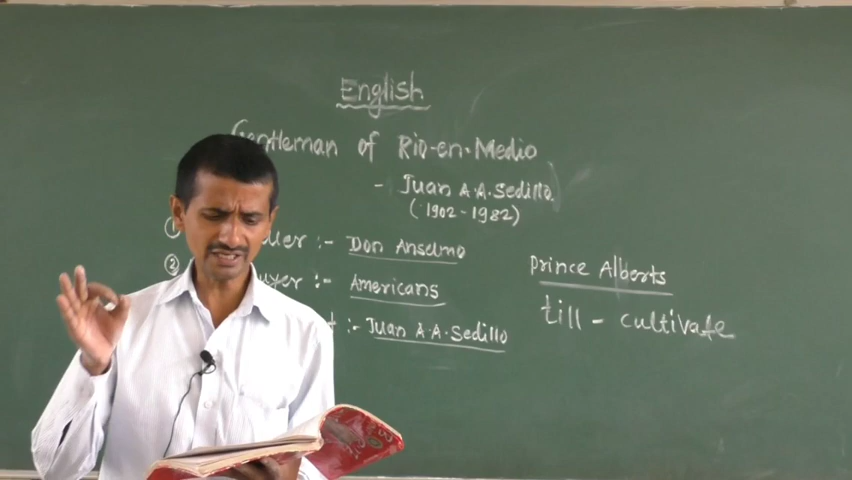 English
Gentleman of Rio-en-Medio
- Juan A.A. Sedillo
(1902-1982)
① :- Don Anselmo
② :- Americans
:- Juan A.A. Sedillo
Prince Alberts
till - cultivate